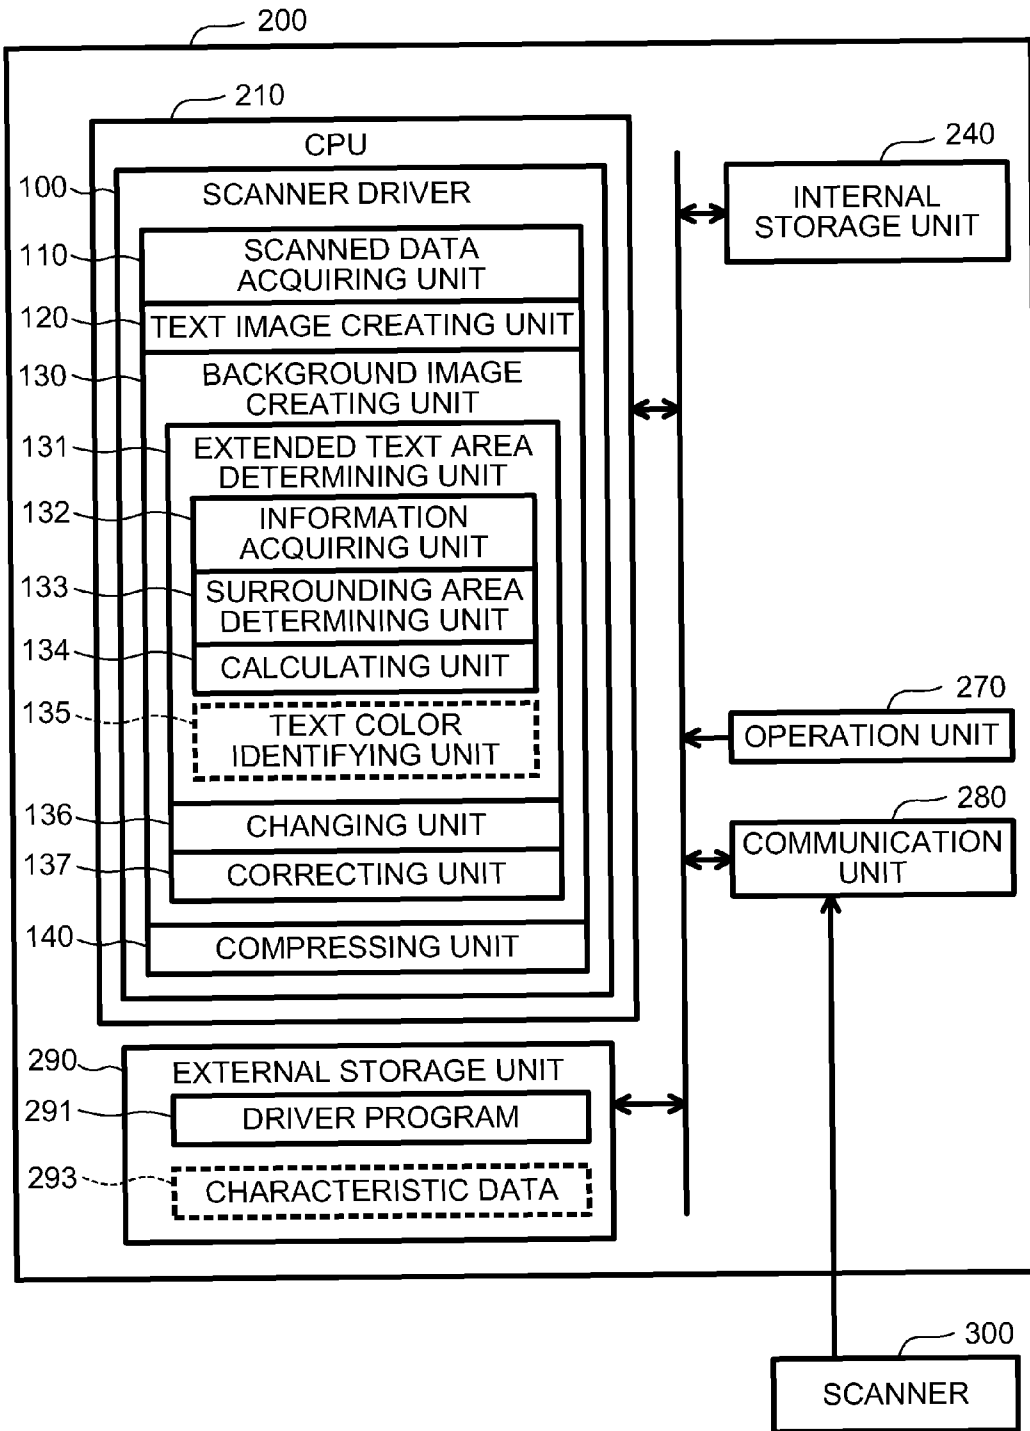 200
210
CPU
240
INTERNAL
STORAGE UNIT
100
SCANNER DRIVER
110
SCANNED DATA
ACQUIRING UNIT
120
TEXT IMAGE CREATING UNIT
130
BACKGROUND IMAGE
CREATING UNIT
131
EXTENDED TEXT AREA
DETERMINING UNIT
132
INFORMATION
ACQUIRING UNIT
133
SURROUNDING AREA
DETERMINING UNIT
134
CALCULATING UNIT
135
TEXT COLOR
IDENTIFYING UNIT
270
OPERATION UNIT
136
CHANGING UNIT
280
COMMUNICATION
UNIT
137
CORRECTING UNIT
140
COMPRESSING UNIT
290
EXTERNAL STORAGE UNIT
291
DRIVER PROGRAM
293
CHARACTERISTIC DATA
300
SCANNER